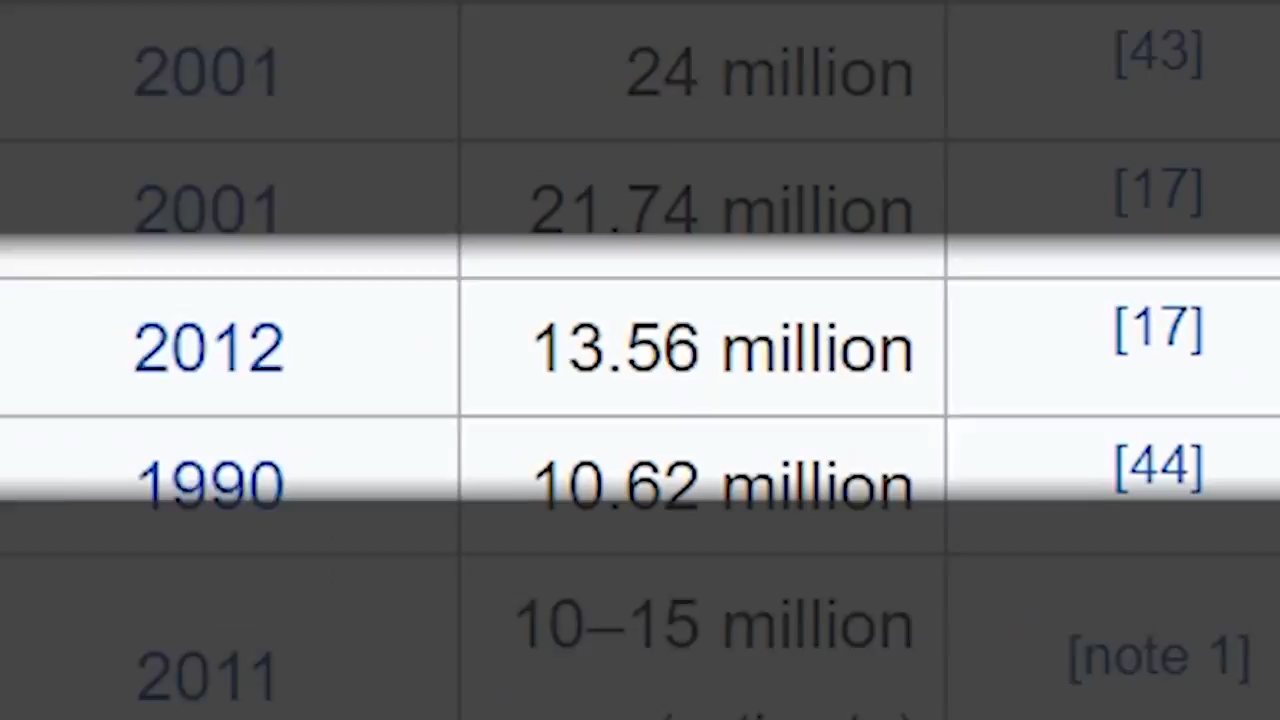 2001 24 million [43]
2001 21.74 million [17]
2012 13.56 million [17]
1990 10.62 million [44]
10–15 million
2011 [note 1]